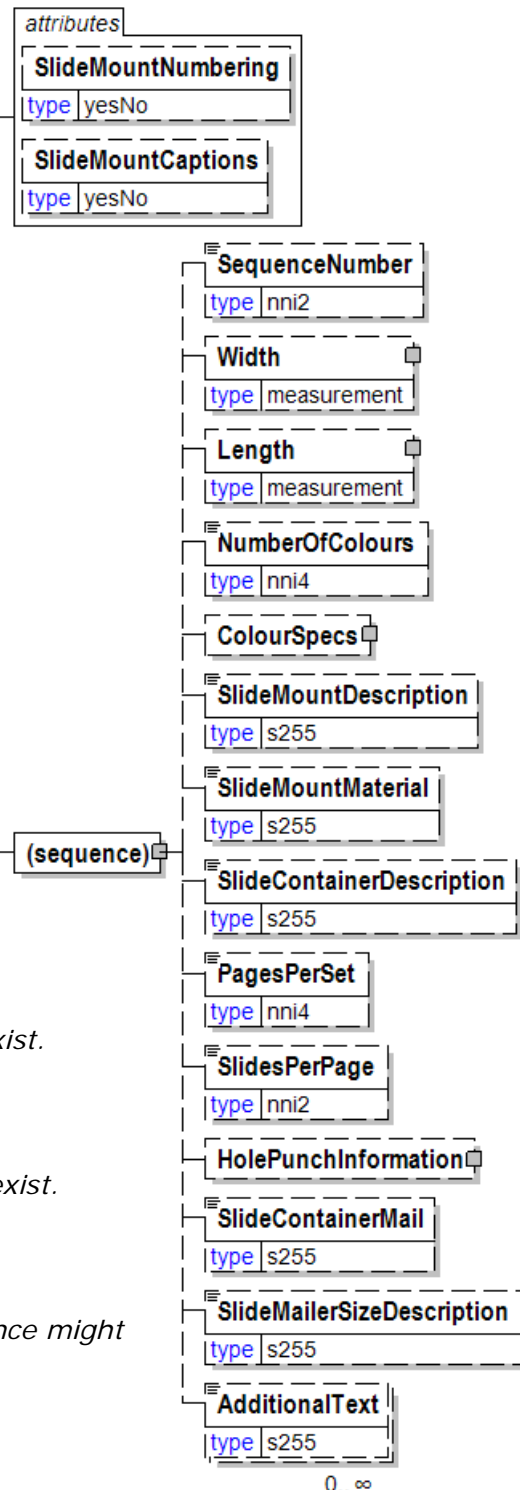 attributes
SlideMountNumbering
type yesNo
SlideMountCaptions
type yesNo
SequenceNumber
type nni2
Width
type measurement
Length
type measurement
NumberOfColours
type nni4
ColourSpecs
SlideMountDescription
type s255
SlideMountMaterial
type s255
(sequence)
SlideContainerDescription
type s255
PagesPerSet
type nni4
xist.
SlidesPerPage
type nni2
HolePunchInformation
exist.
SlideContainerMail
type s255
SlideMailerSizeDescription
nce might
type s255
AdditionalText
type s255
0 ∞